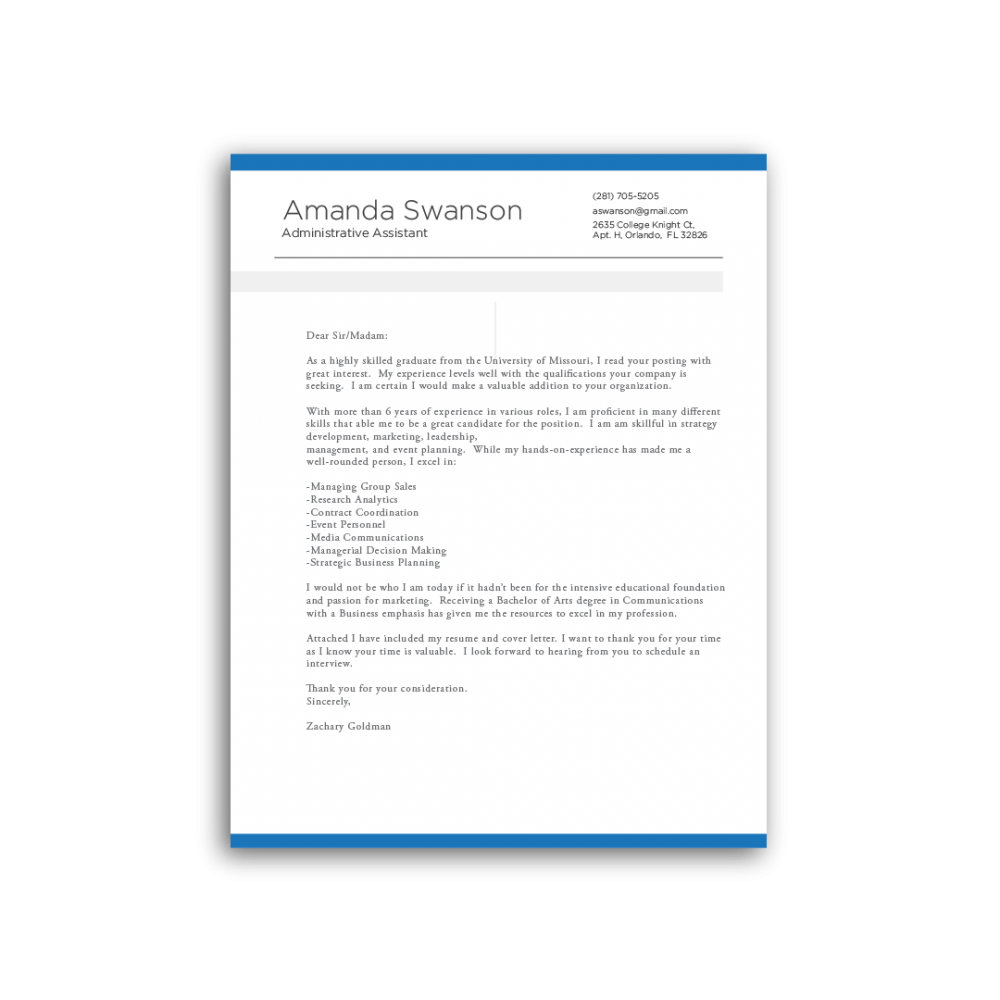 Amanda Swanson
Administrative Assistant
(281) 705-5205
aswanson@gmail.com
2635 College Knight Ct,
Apt. H, Orlando,  FL 32826
Dear Sir/Madam:
As a highly skilled graduate from the University of Missouri, I read your posting with
great interest.  My experience levels well with the qualifications your company is
seeking.  I am certain I would make a valuable addition to your organization.
With more than 6 years of experience in various roles, I am proficient in many different
skills that able me to be a great candidate for the position.  I am am skillful in strategy
development, marketing, leadership,
management, and event planning.  While my hands-on-experience has made me a
well-rounded person, I excel in:
-Managing Group Sales
-Research Analytics
-Contract Coordination
-Event Personnel
-Media Communications
-Managerial Decision Making
-Strategic Business Planning
I would not be who I am today if it hadn't been for the intensive educational foundation
and passion for marketing.  Receiving a Bachelor of Arts degree in Communications
with a Business emphasis has given me the resources to excel in my profession.
Attached I have included my resume and cover letter. I want to thank you for your time
as I know your time is valuable.  I look forward to hearing from you to schedule an
interview.
Thank you for your consideration.
Sincerely,
Zachary Goldman